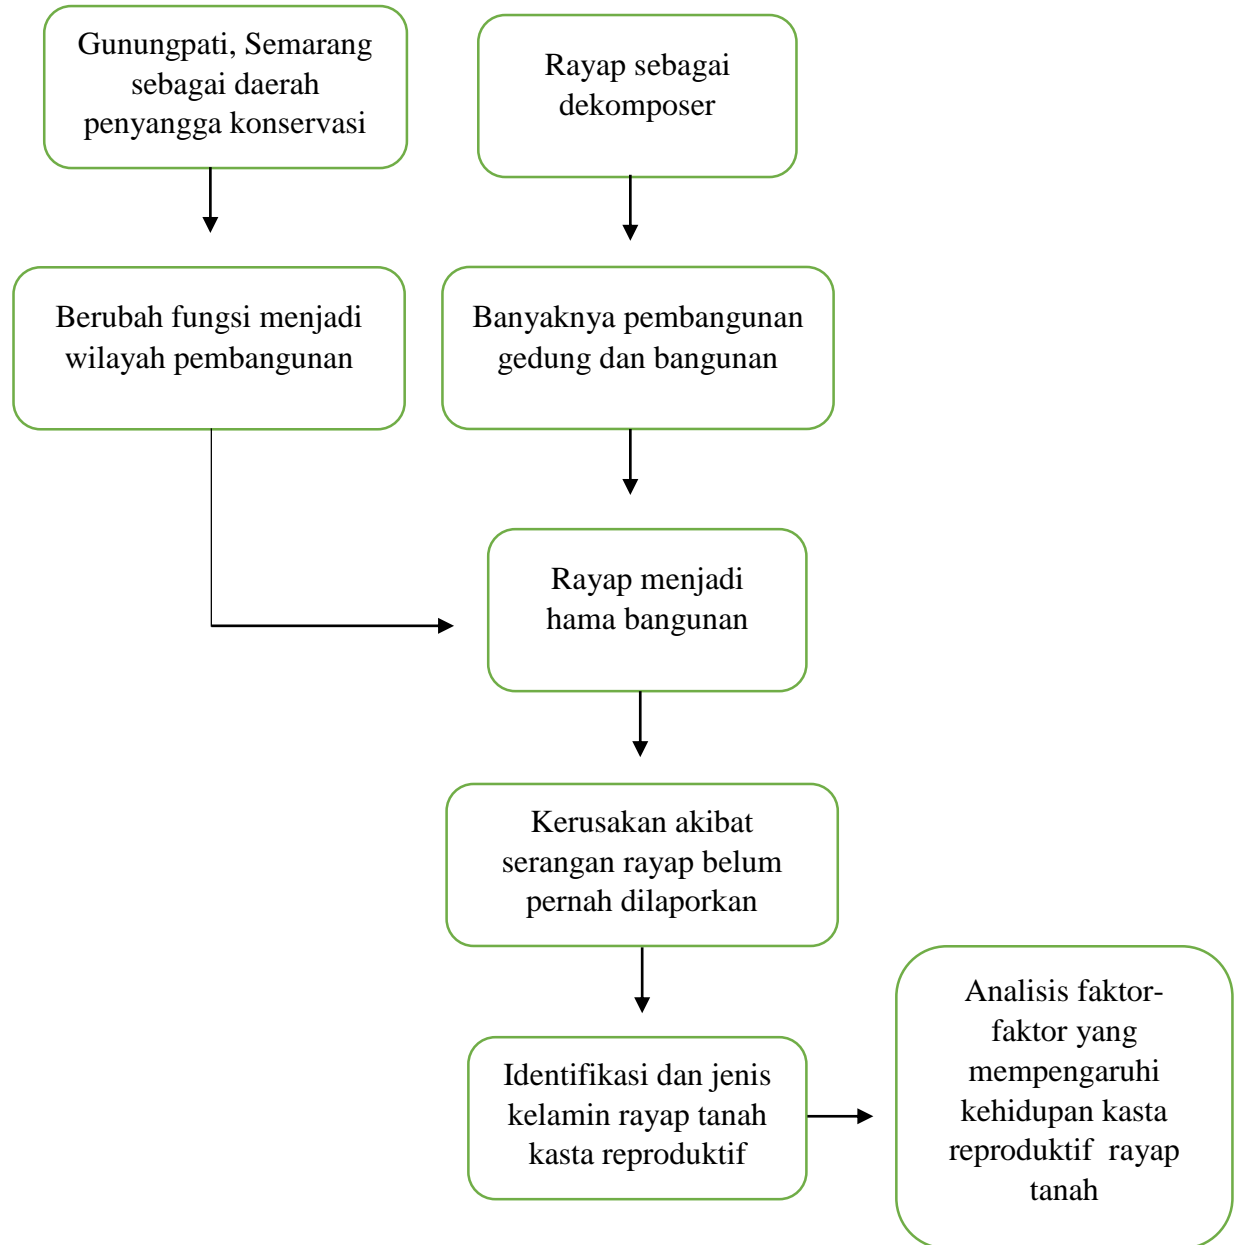 Gunungpati, Semarang
sebagai daerah
penyangga konservasi
Rayap sebagai
dekomposer
Berubah fungsi menjadi
wilayah pembangunan
Banyaknya pembangunan
gedung dan bangunan
Rayap menjadi
hama bangunan
Kerusakan akibat
serangan rayap belum
pernah dilaporkan
Identifikasi dan jenis
kelamin rayap tanah
kasta reproduktif
Analisis faktor-
faktor yang
mempengaruhi
kehidupan kasta
reproduktif  rayap
tanah